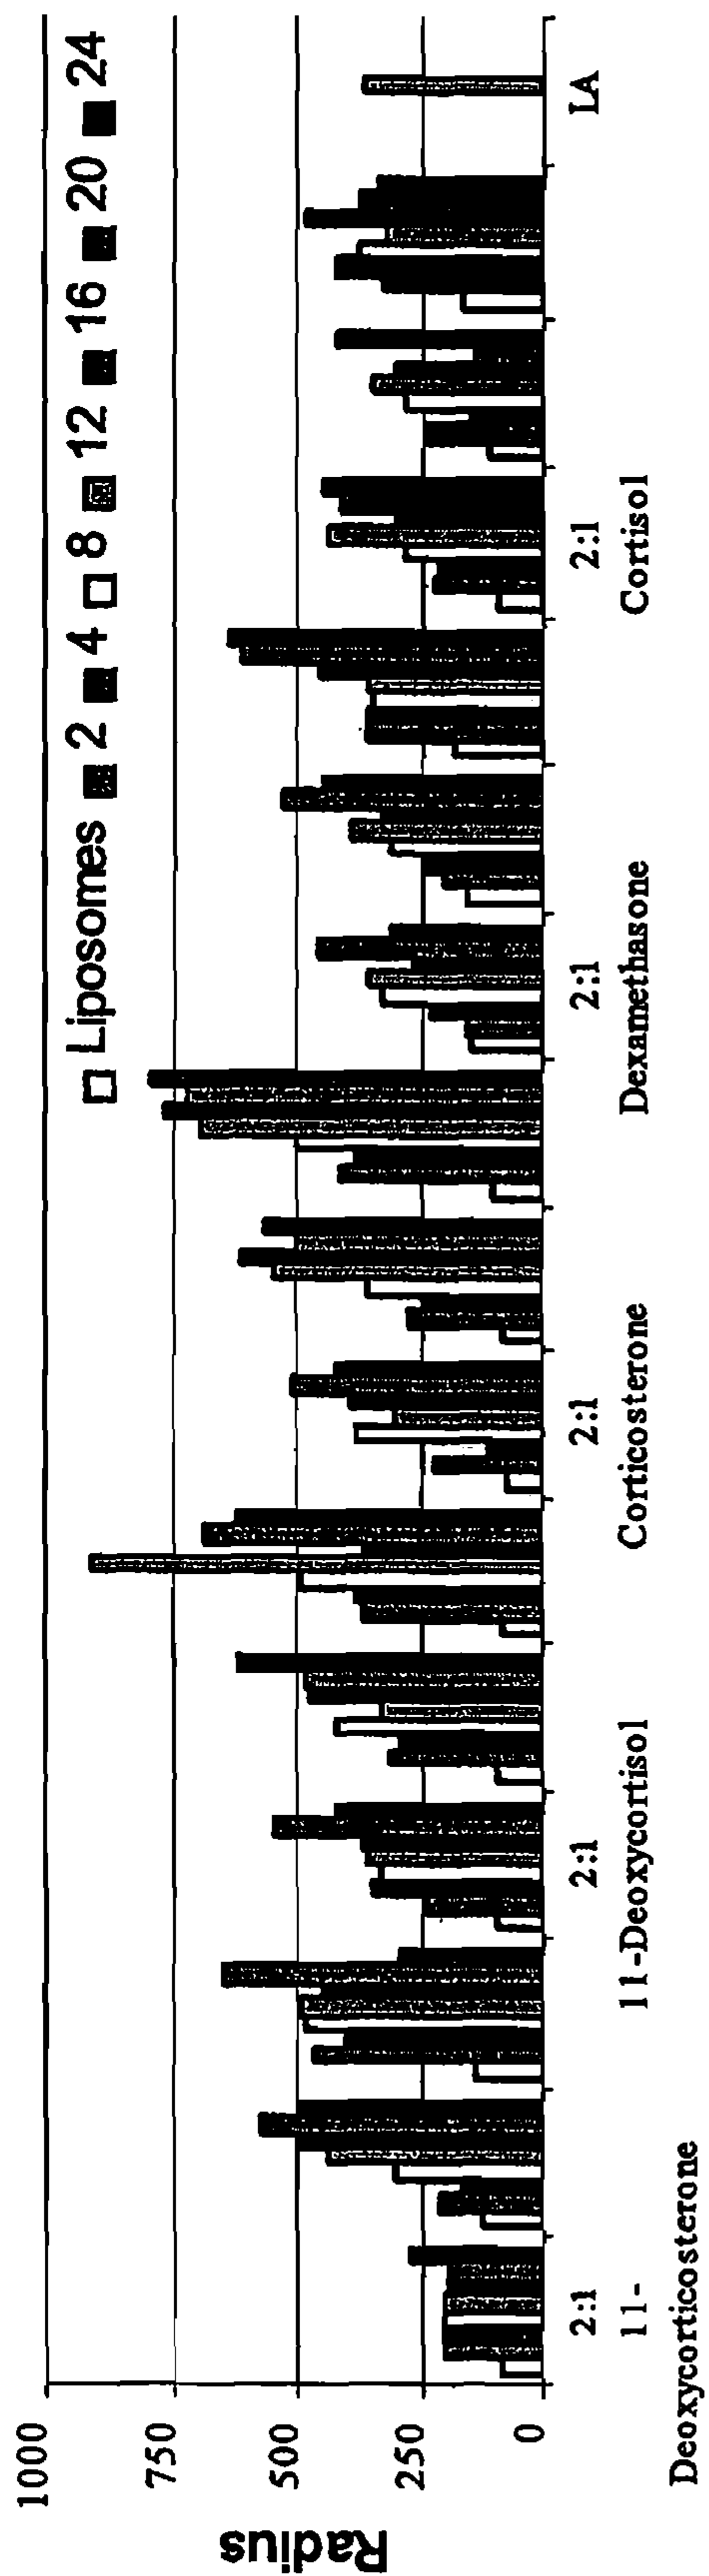 Radius
1000
750
500
250
0
Liposomes 2 4 8 12 16 20 24
2:1 2:1 2:1 2:1 2:1 LA
11-Deoxycorticosterone 11-Deoxycortisol Corticosterone Dexamethasone Cortisol